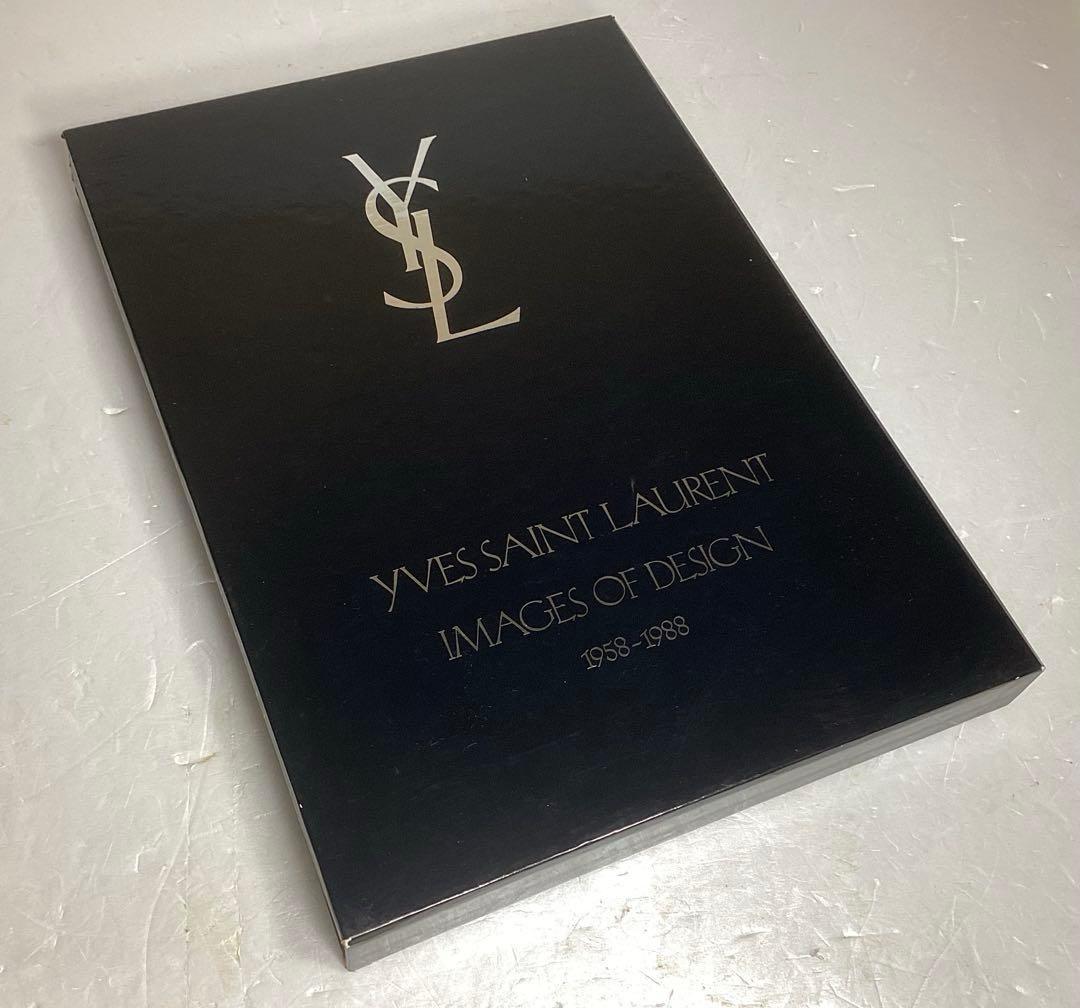 YSL
YVES SAINT LAURENT
IMAGES OF DESIGN
1958-1988